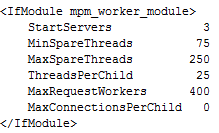 <IfModule mpm_worker_module>
    StartServers             3
    MinSpareThreads         75
    MaxSpareThreads        250
    ThreadsPerChild         25
    MaxRequestWorkers      400
    MaxConnectionsPerChild   0
</IfModule>